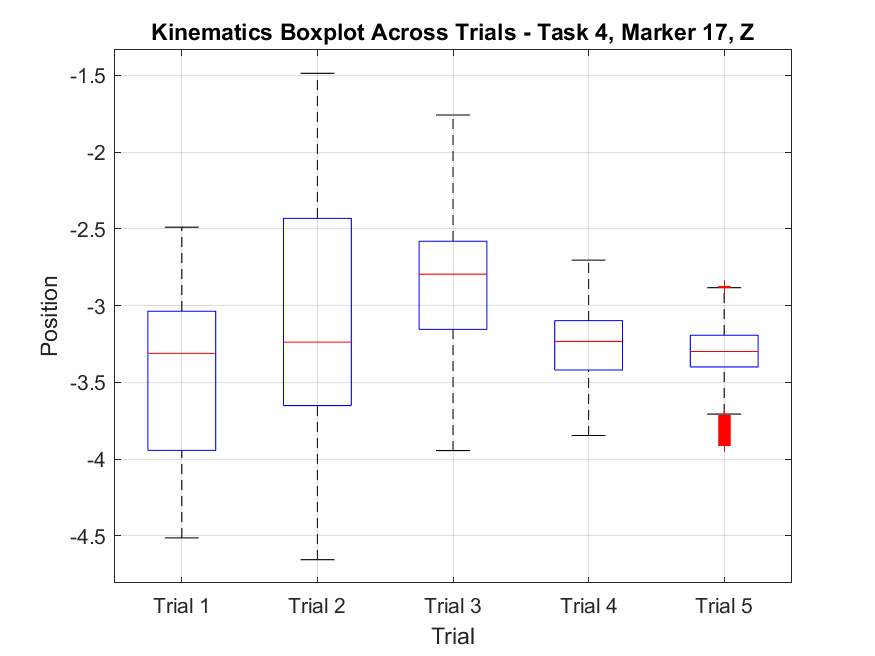 Kinematics Boxplot Across Trials - Task 4, Marker 17, Z
-1.5
-2
-2.5
-3
-3.5
-4
-4.5
Position
Trial 1 Trial 2 Trial 3 Trial 4 Trial 5
Trial